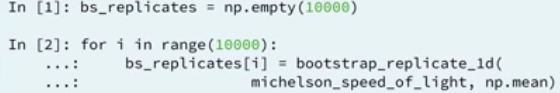 In [1]: bs_replicates = np.empty(10000)
In [2]: for i in range(10000):
   ...:     bs_replicates[i] = bootstrap_replicate_1d(
   ...:                     michelson_speed_of_light, np.mean)